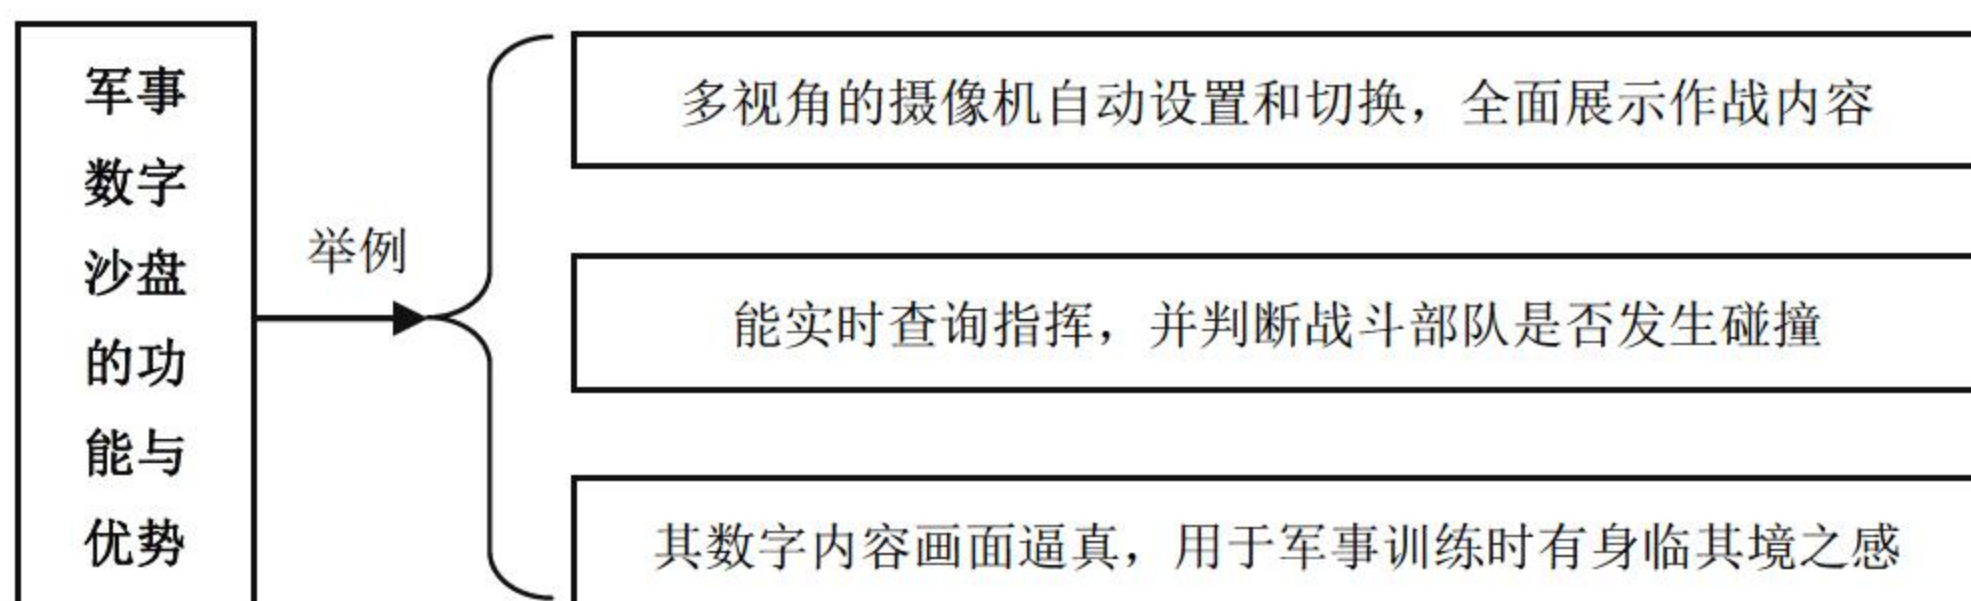 军事
数字
沙盘
的功
能与
优势
举例
多视角的摄像机自动设置和切换，全面展示作战内容
能实时查询指挥，并判断战斗部队是否发生碰撞
其数字内容画面逼真，用于军事训练时有身临其境之感